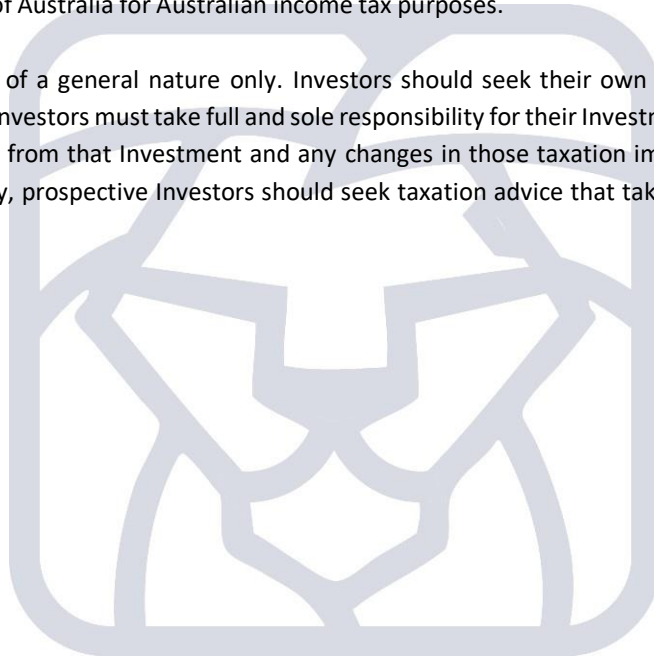 of Australia for Australian income tax purposes.
of a general nature only. Investors should seek their own
nvestors must take full and sole responsibility for their Investm
from that Investment and any changes in those taxation im
y, prospective Investors should seek taxation advice that tak